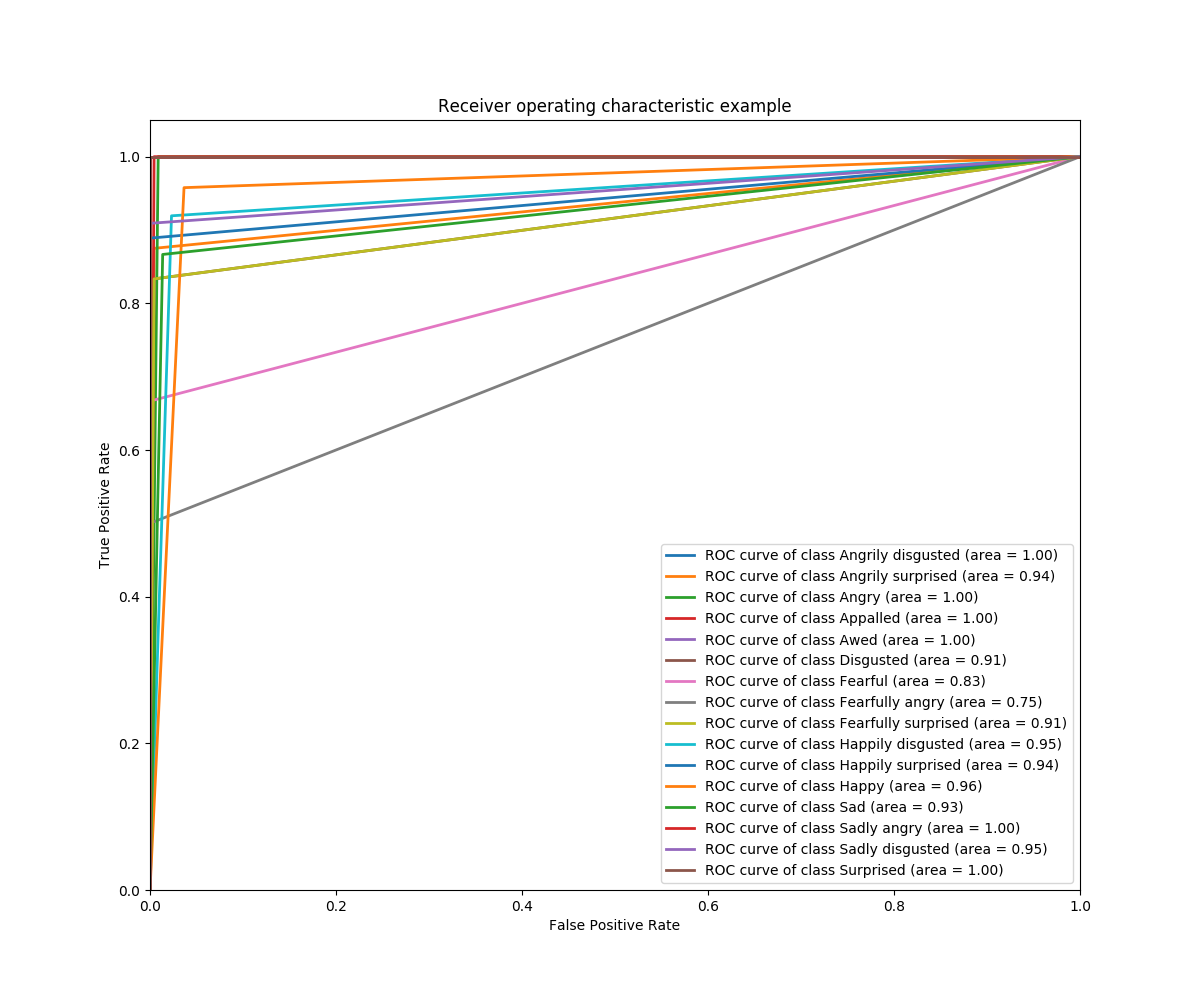 Receiver operating characteristic example
1.0
0.8
0.6
0.4
0.2
0.0
True Positive Rate
ROC curve of class Angrily disgusted (area = 1.00)
ROC curve of class Angrily surprised (area = 0.94)
ROC curve of class Angry (area = 1.00)
ROC curve of class Appalled (area = 1.00)
ROC curve of class Awed (area = 1.00)
ROC curve of class Disgusted (area = 0.91)
ROC curve of class Fearful (area = 0.83)
ROC curve of class Fearfully angry (area = 0.75)
ROC curve of class Fearfully surprised (area = 0.91)
ROC curve of class Happily disgusted (area = 0.95)
ROC curve of class Happily surprised (area = 0.94)
ROC curve of class Happy (area = 0.96)
ROC curve of class Sad (area = 0.93)
ROC curve of class Sadly angry (area = 1.00)
ROC curve of class Sadly disgusted (area = 0.95)
ROC curve of class Surprised (area = 1.00)
0.0 0.2 0.4 0.6 0.8 1.0
False Positive Rate